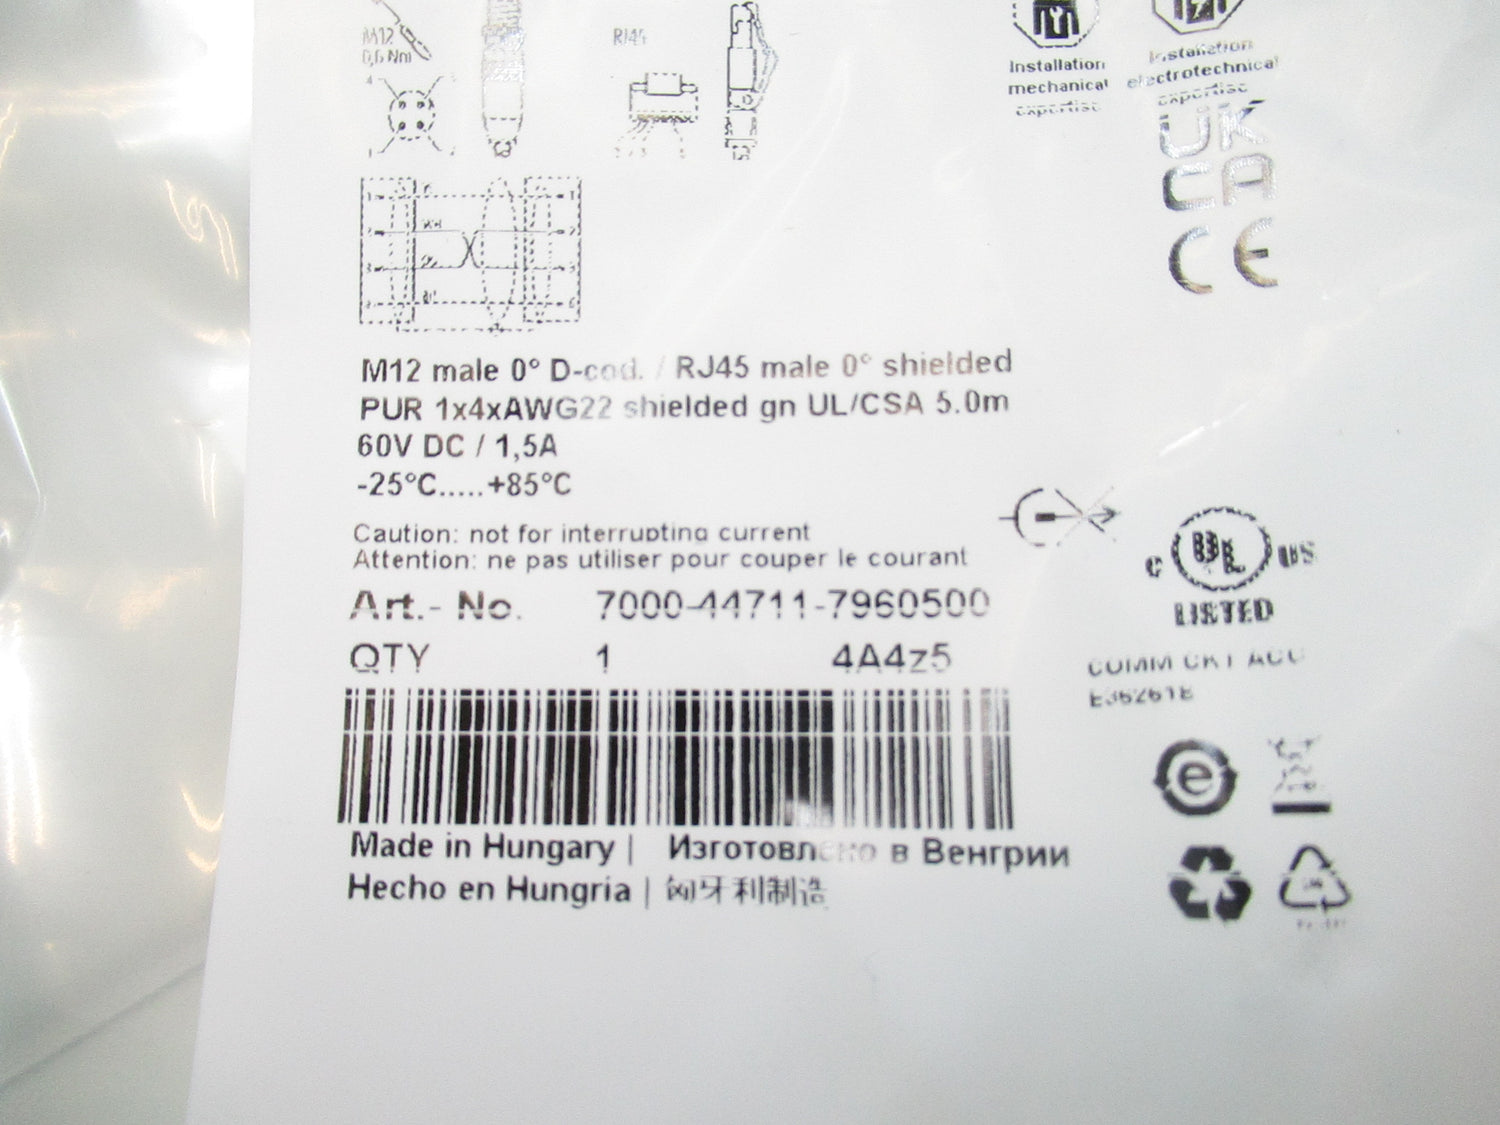 M12
0,6 Nm
RJ45
Installation
mechanical
expertise
Installation
electrotechnical
expertise
UK
CA
CE
M12 male 0° D-cod. / RJ45 male 0° shielded
PUR 1x4xAWG22 shielded gn UL/CSA 5.0m
60V DC / 1,5A
-25°C.....+85°C
Caution: not for interrupting current
Attention: ne pas utiliser pour couper le courant
c UL US
LISTED
Art.- No. 7000-44711-7960500
QTY 1 4A4z5
COMM CKT ACC
e
Made in Hungary | Изготовлено в Венгрии
Hecho en Hungria | 匈牙利制造